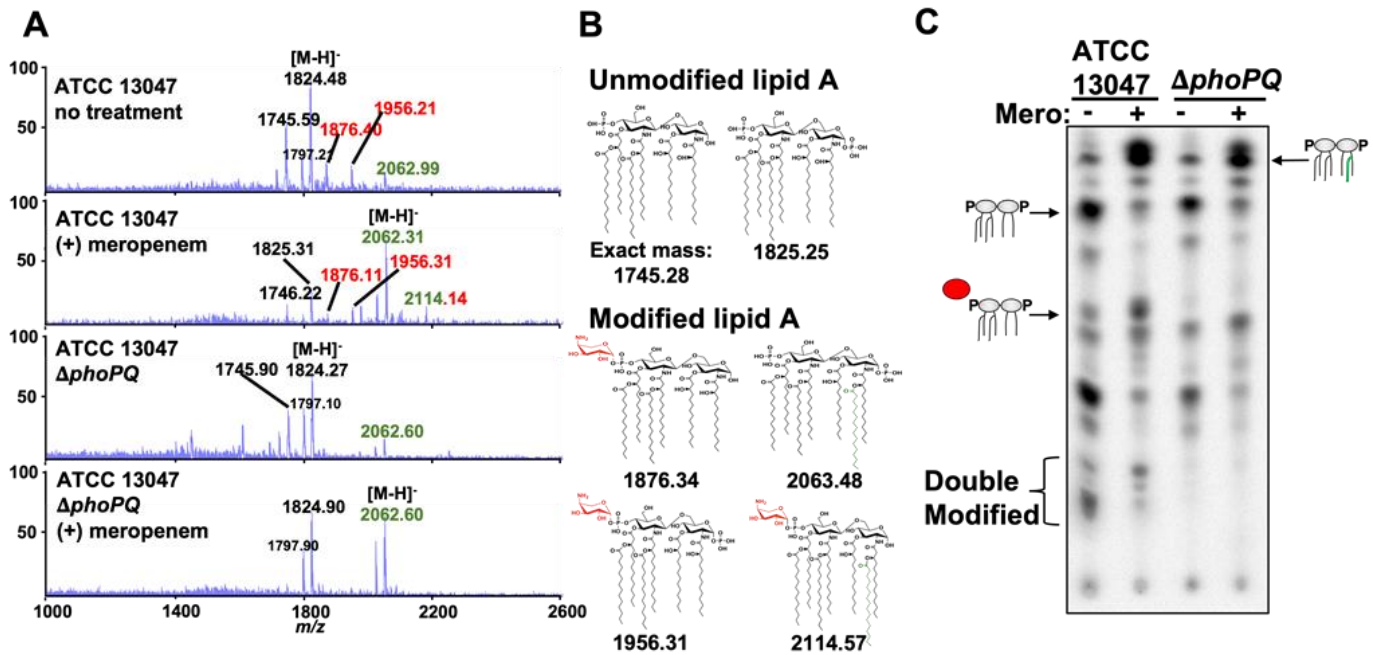 A
100
50
ATCC 13047
no treatment
[M-H]-
1824.48
1745.59
1797.21
1876.40
1956.21
2062.99
100
50
ATCC 13047
(+) meropenem
[M-H]-
2062.31
1825.31
1746.22
1876.11
1956.31
2114.14
100
50
ATCC 13047
ΔphoPQ
[M-H]-
1745.90
1824.27
1797.10
2062.60
100
50
ATCC 13047
ΔphoPQ
(+) meropenem
[M-H]-
1824.90
2062.60
1797.90
1000
1400
1800
2200
2600
m/z
B
Unmodified lipid A
Exact mass:
1745.28
1825.25
Modified lipid A
1876.34
2063.48
1956.31
2114.57
C
ATCC
13047
ΔphoPQ
Mero: - + - +
P P
P P
P P
Double
Modified